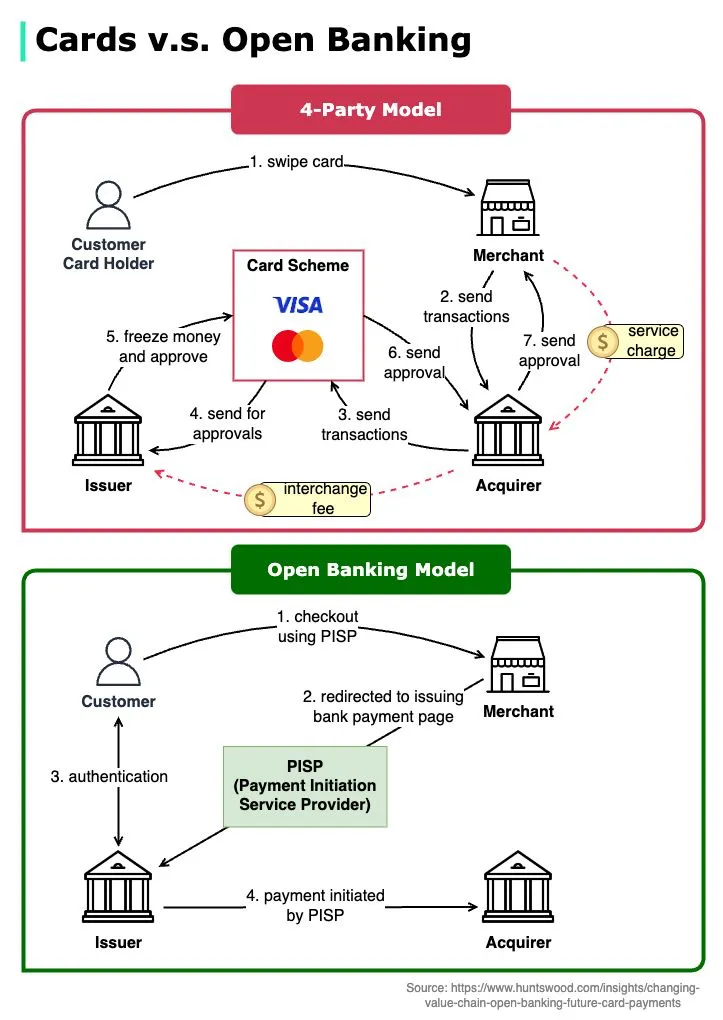 Cards v.s. Open Banking
4-Party Model
1. swipe card
Customer
Card Holder
Merchant
Card Scheme
VISA
2. send
transactions
service
charge
5. freeze money
and approve
6. send
approval
7. send
approval
4. send for
approvals
3. send
transactions
$
Issuer
Acquirer
$
interchange
fee
Open Banking Model
1. checkout
using PISP
Customer
Merchant
2. redirected to issuing
bank payment page
3. authentication
PISP
(Payment Initiation
Service Provider)
4. payment initiated
by PISP
Issuer
Acquirer
Source: https://www.huntswood.com/insights/changing-
value-chain-open-banking-future-card-payments